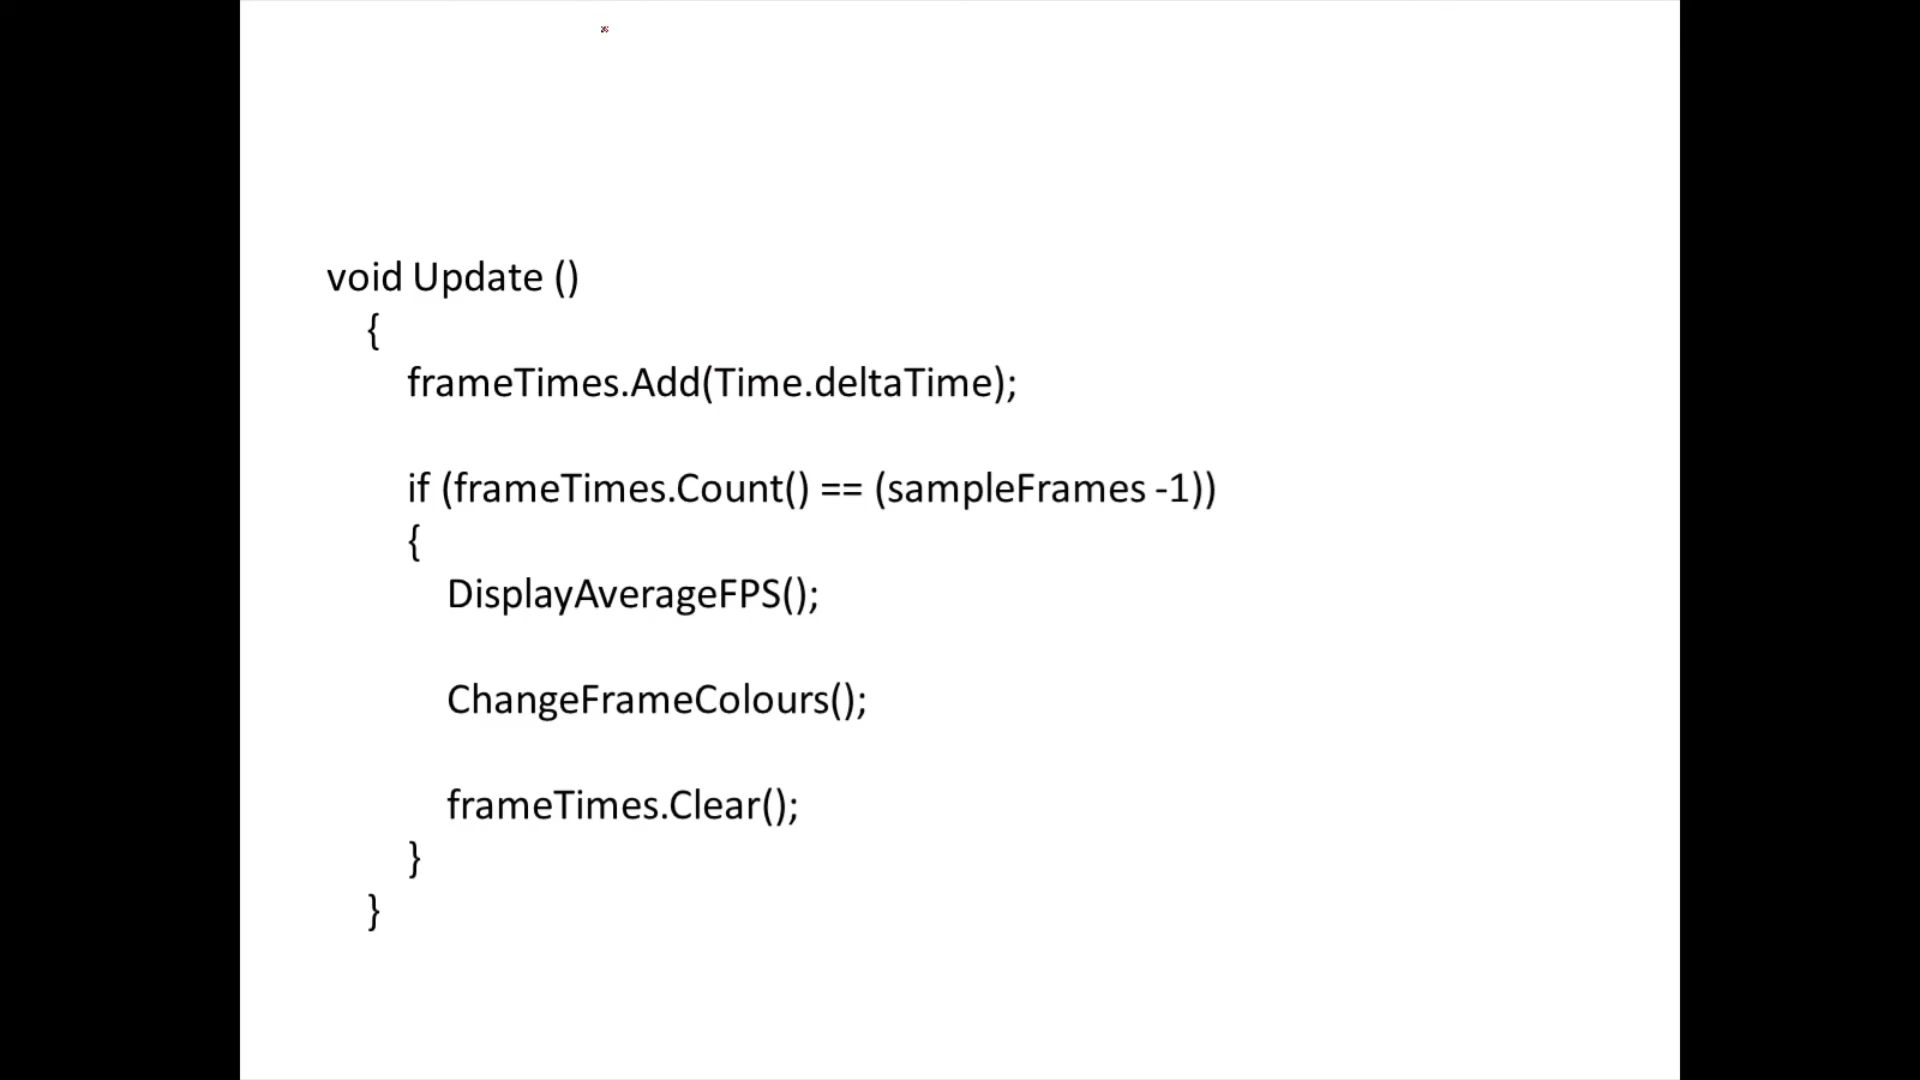 void Update ()
{
frameTimes.Add(Time.deltaTime);
if (frameTimes.Count() == (sampleFrames -1))
{
DisplayAverageFPS();
ChangeFrameColours();
frameTimes.Clear();
}
}